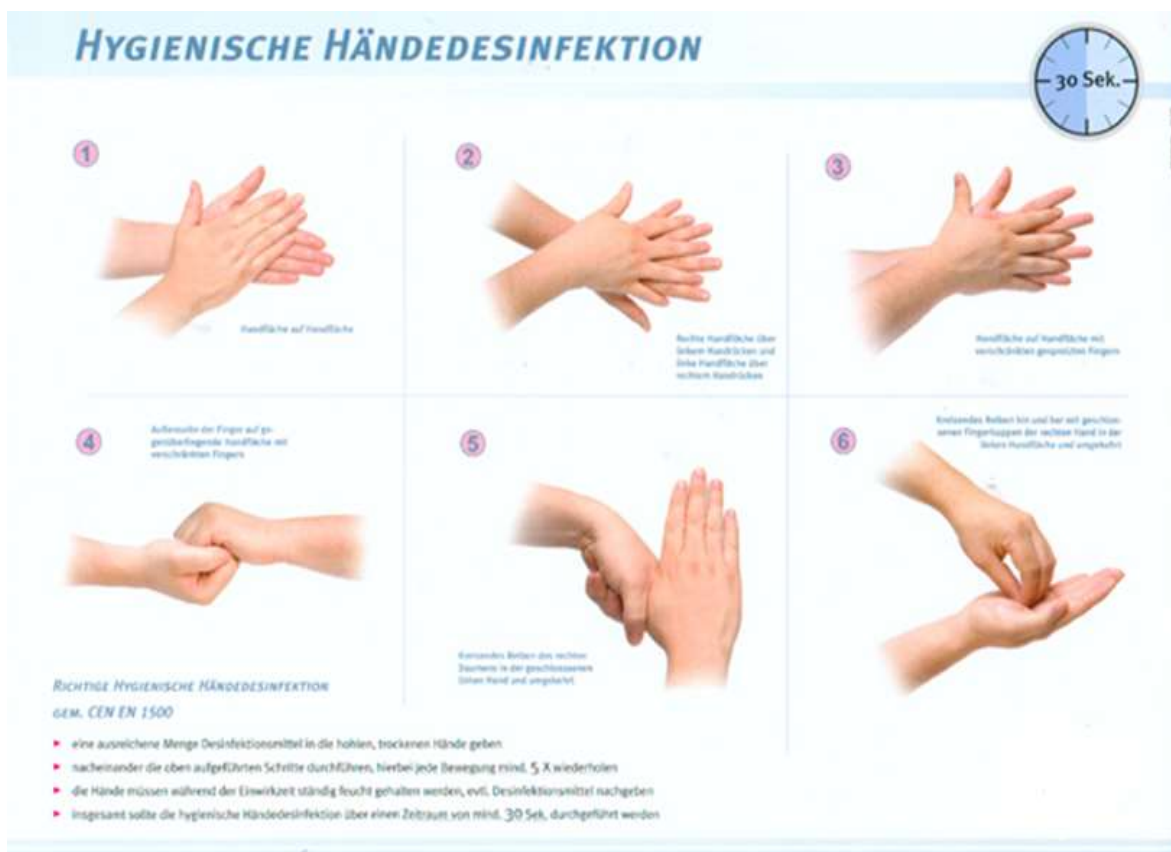 HYGIENISCHE HÄNDEDESINFEKTION
30 Sek.
1
Handfläche auf Handfläche
2
Rechte Handfläche über
linkem Handrücken und
linke Handfläche über
rechtem Handrücken
3
Handfläche auf Handfläche mit
verschränkten gespreizten Fingern
4
Außenseite der Finger auf ge-
genüberliegende Handfläche mit
verschränkten Fingern
5
Kreisendes Reiben des rechten
Daumens in der geschlossenen
linken Hand und umgekehrt
6
Kreisendes Reiben hin und her mit geschlos-
senen Fingerkuppen der rechten Hand in der
linken Handfläche und umgekehrt
RICHTIGE HYGIENISCHE HÄNDEDESINFEKTION
GEM. CEN EN 1500
eine ausreichene Menge Desinfektionsmittel in die hohlen, trockenen Hände geben
nacheinander die oben aufgeführten Schritte durchführen, hierbei jede Bewegung mind. 5 X wiederholen
die Hände müssen während der Einwirkzeit ständig feucht gehalten werden, evtl. Desinfektionsmittel nachgeben
insgesamt sollte die hygienische Händedesinfektion über einen Zeitraum von mind. 30 Sek. durchgeführt werden